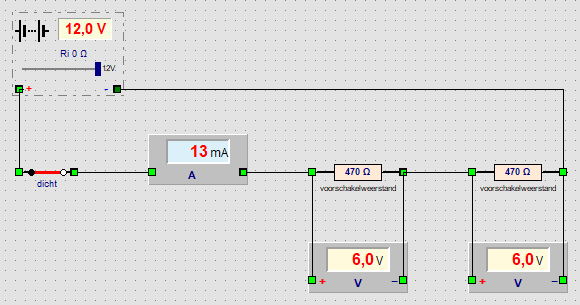 12,0 V
Ri 0 Ω
12V
+ -
dicht
13 mA
A
470 Ω
voorschakelweerstand
470 Ω
voorschakelweerstand
6,0 V
+ V -
6,0 V
+ V -